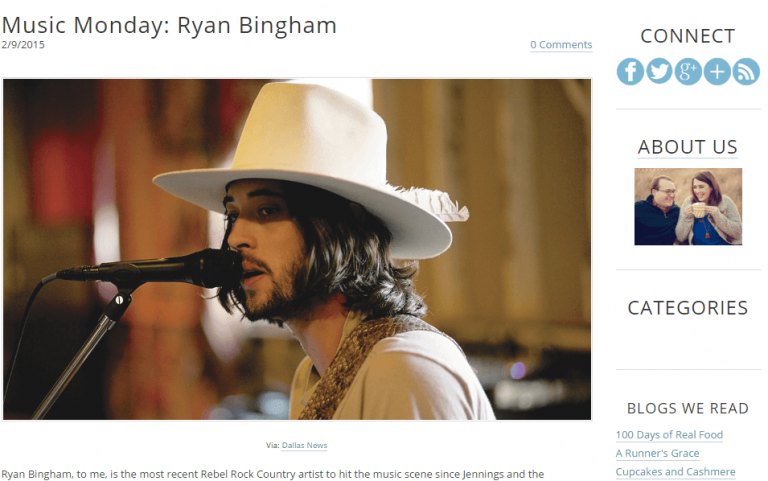 Music Monday: Ryan Bingham
2/9/2015
0 Comments
Via: Dallas News
Ryan Bingham, to me, is the most recent Rebel Rock Country artist to hit the music scene since Jennings and the
CONNECT
f g+ +
ABOUT US
CATEGORIES
BLOGS WE READ
100 Days of Real Food
A Runner's Grace
Cupcakes and Cashmere